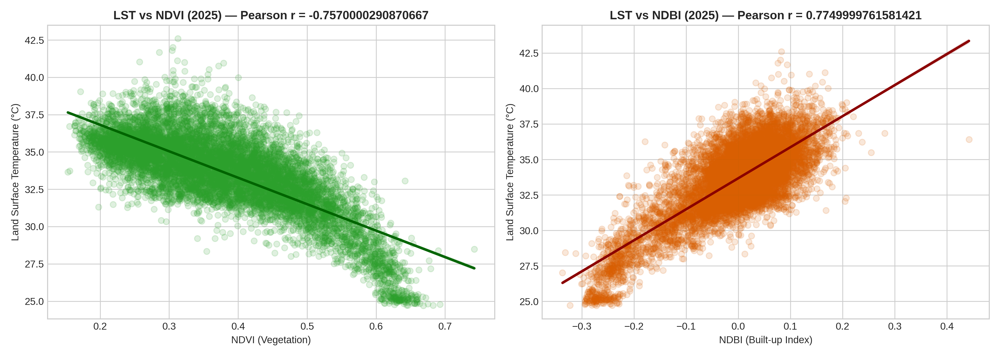 LST vs NDVI (2025) — Pearson r = -0.7570000290870667
42.5
40.0
37.5
35.0
32.5
30.0
27.5
25.0
Land Surface Temperature (°C)
0.2 0.3 0.4 0.5 0.6 0.7
NDVI (Vegetation)
LST vs NDBI (2025) — Pearson r = 0.7749999761581421
42.5
40.0
37.5
35.0
32.5
30.0
27.5
25.0
Land Surface Temperature (°C)
−0.3 −0.2 −0.1 0.0 0.1 0.2 0.3 0.4
NDBI (Built-up Index)